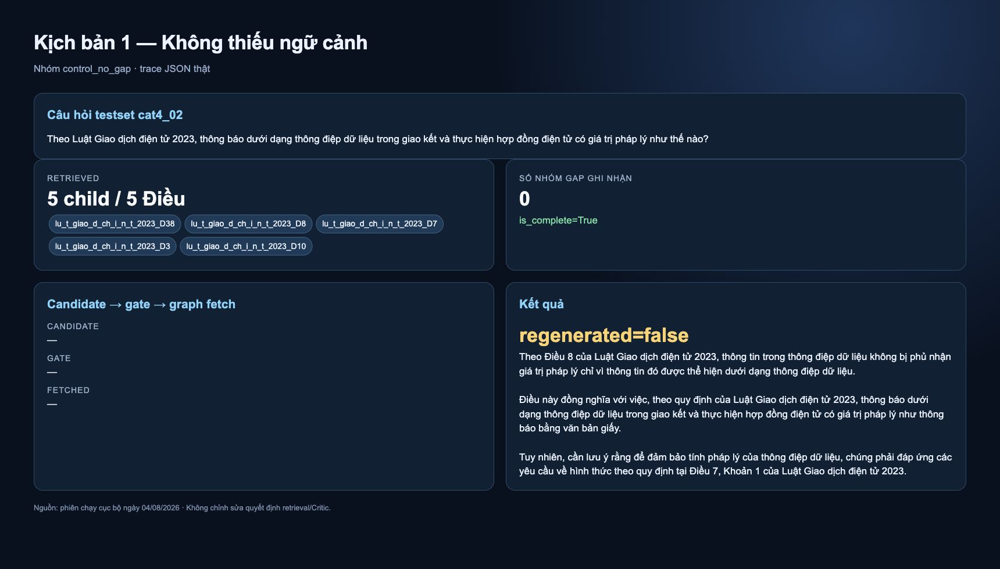 Kịch bản 1 — Không thiếu ngữ cảnh
Nhóm control_no_gap · trace JSON thật
Câu hỏi testset cat4_02
Theo Luật Giao dịch điện tử 2023, thông báo dưới dạng thông điệp dữ liệu trong giao kết và thực hiện hợp đồng điện tử có giá trị pháp lý như thế nào?
RETRIEVED
5 child / 5 Điều
lu_t_giao_d_ch_i_n_t_2023_D38
lu_t_giao_d_ch_i_n_t_2023_D8
lu_t_giao_d_ch_i_n_t_2023_D7
lu_t_giao_d_ch_i_n_t_2023_D3
lu_t_giao_d_ch_i_n_t_2023_D10
SỐ NHÓM GAP GHI NHẬN
0
is_complete=True
Candidate → gate → graph fetch
CANDIDATE
—
GATE
—
FETCHED
—
Kết quả
regenerated=false
Theo Điều 8 của Luật Giao dịch điện tử 2023, thông tin trong thông điệp dữ liệu không bị phủ nhận
giá trị pháp lý chỉ vì thông tin đó được thể hiện dưới dạng thông điệp dữ liệu.
Điều này đồng nghĩa với việc, theo quy định của Luật Giao dịch điện tử 2023, thông báo dưới
dạng thông điệp dữ liệu trong giao kết và thực hiện hợp đồng điện tử có giá trị pháp lý như thông
báo bằng văn bản giấy.
Tuy nhiên, cần lưu ý rằng để đảm bảo tính pháp lý của thông điệp dữ liệu, chúng phải đáp ứng các
yêu cầu về hình thức theo quy định tại Điều 7, Khoản 1 của Luật Giao dịch điện tử 2023.
Nguồn: phiên chạy cục bộ ngày 04/08/2026 · Không chỉnh sửa quyết định retrieval/Critic.